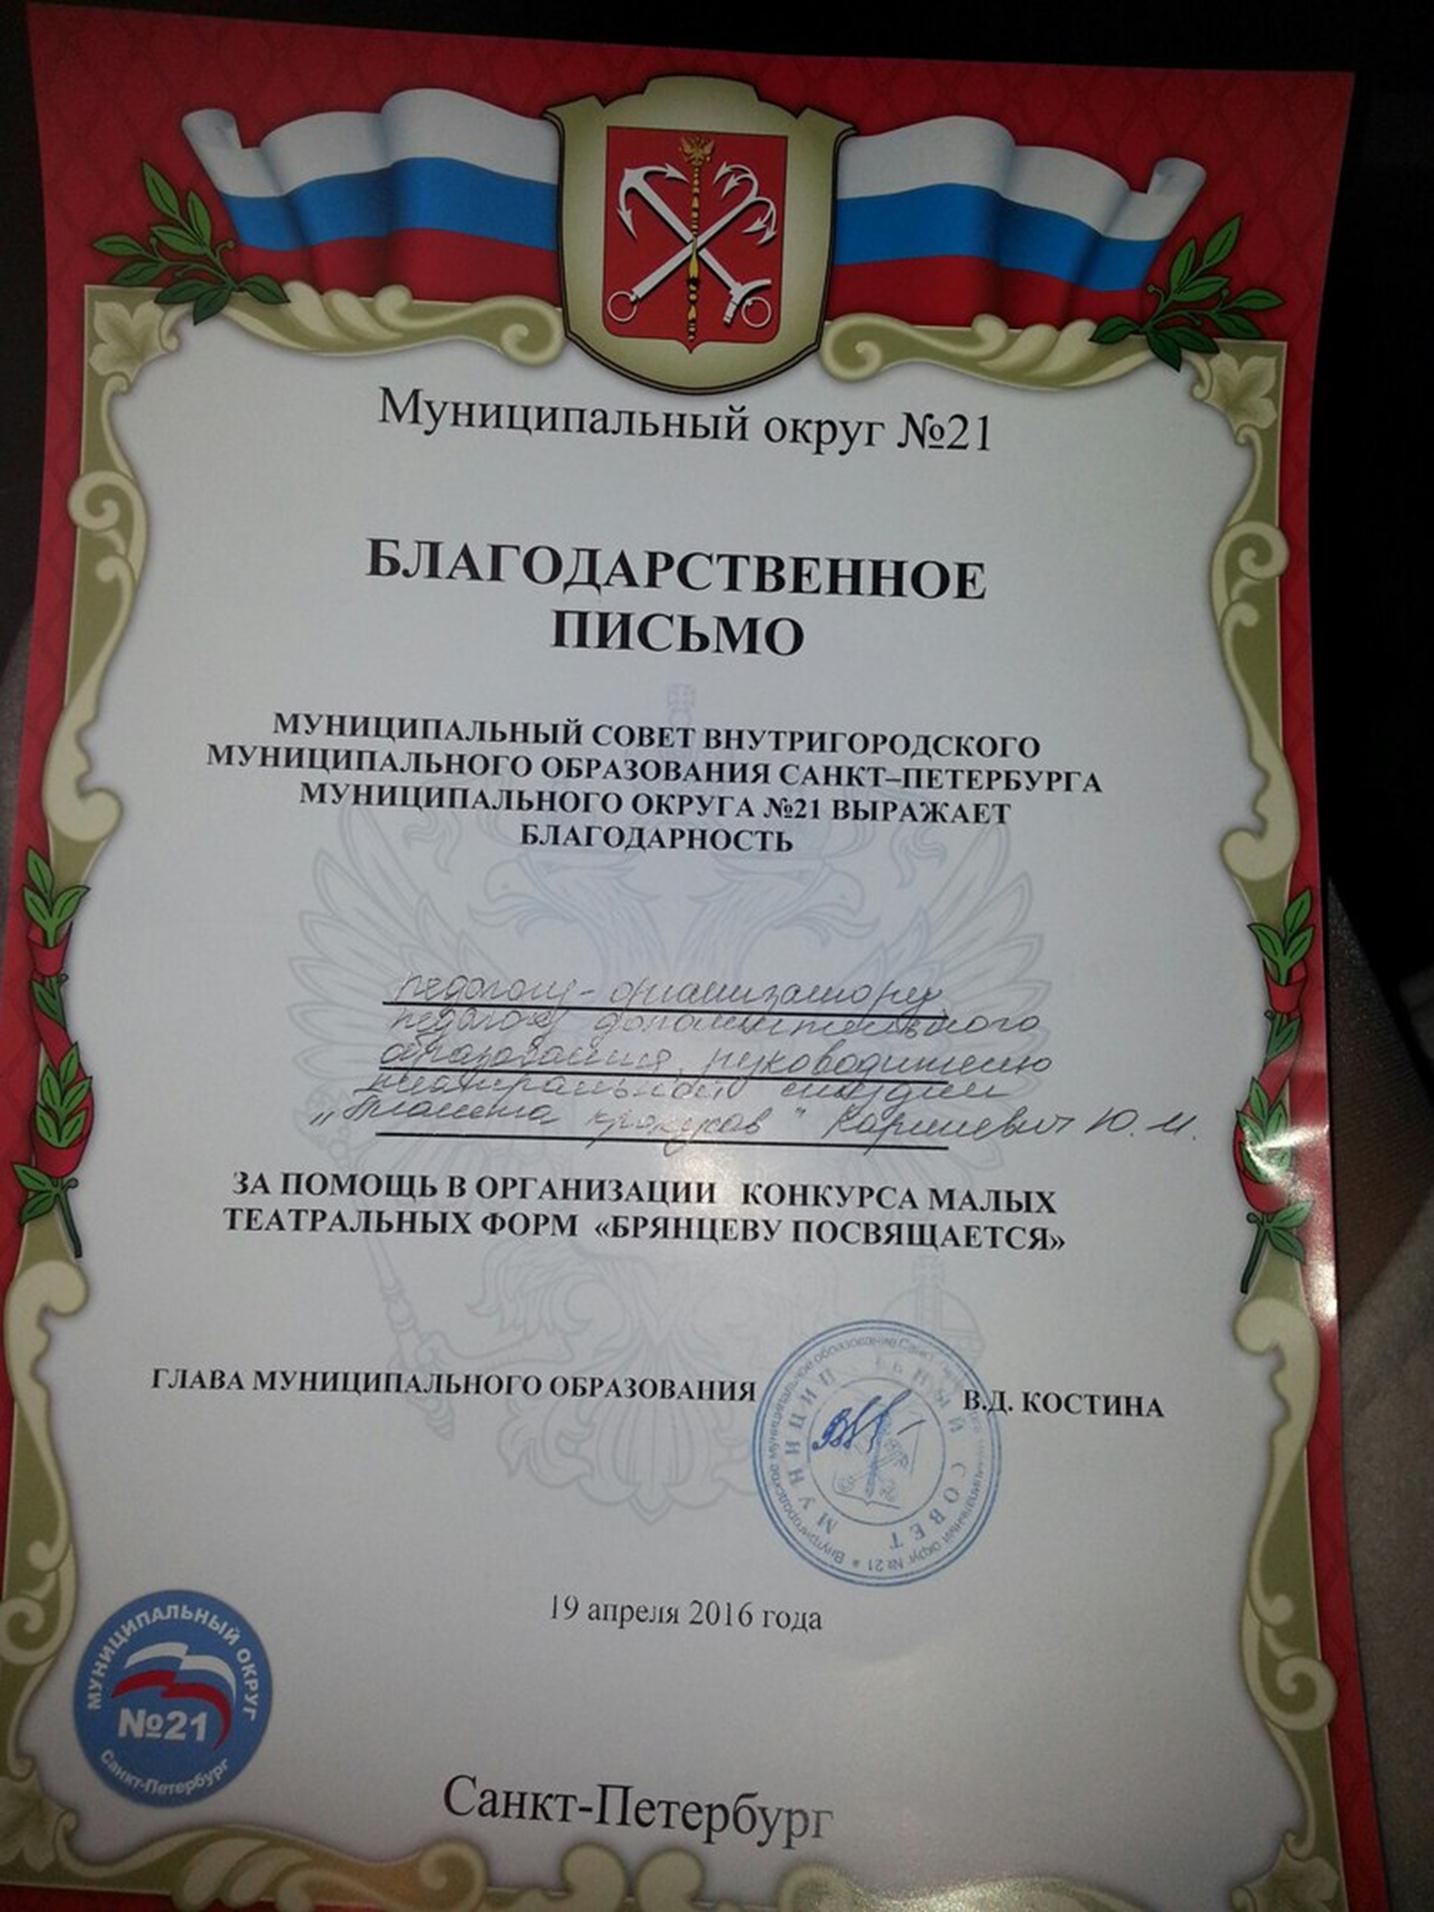 Муниципальный округ №21
БЛАГОДАРСТВЕННОЕ
ПИСЬМО
МУНИЦИПАЛЬНЫЙ СОВЕТ ВНУТРИГОРОДСКОГО
МУНИЦИПАЛЬНОГО ОБРАЗОВАНИЯ САНКТ–ПЕТЕРБУРГА
МУНИЦИПАЛЬНОГО ОКРУГА №21 ВЫРАЖАЕТ
БЛАГОДАРНОСТЬ
педагогу-организатору,
педагогу дополнительного
образования, руководителю
театральной студии
"Планета" Ю.М.
ЗА ПОМОЩЬ В ОРГАНИЗАЦИИ КОНКУРСА МАЛЫХ
ТЕАТРАЛЬНЫХ ФОРМ «БРЯНЦЕВУ ПОСВЯЩАЕТСЯ»
ГЛАВА МУНИЦИПАЛЬНОГО ОБРАЗОВАНИЯ В.Д. КОСТИНА
МУНИЦИПАЛЬНЫЙ СОВЕТ
19 апреля 2016 года
МУНИЦИПАЛЬНЫЙ ОКРУГ
№21
Санкт-Петербург
Санкт-Петербург